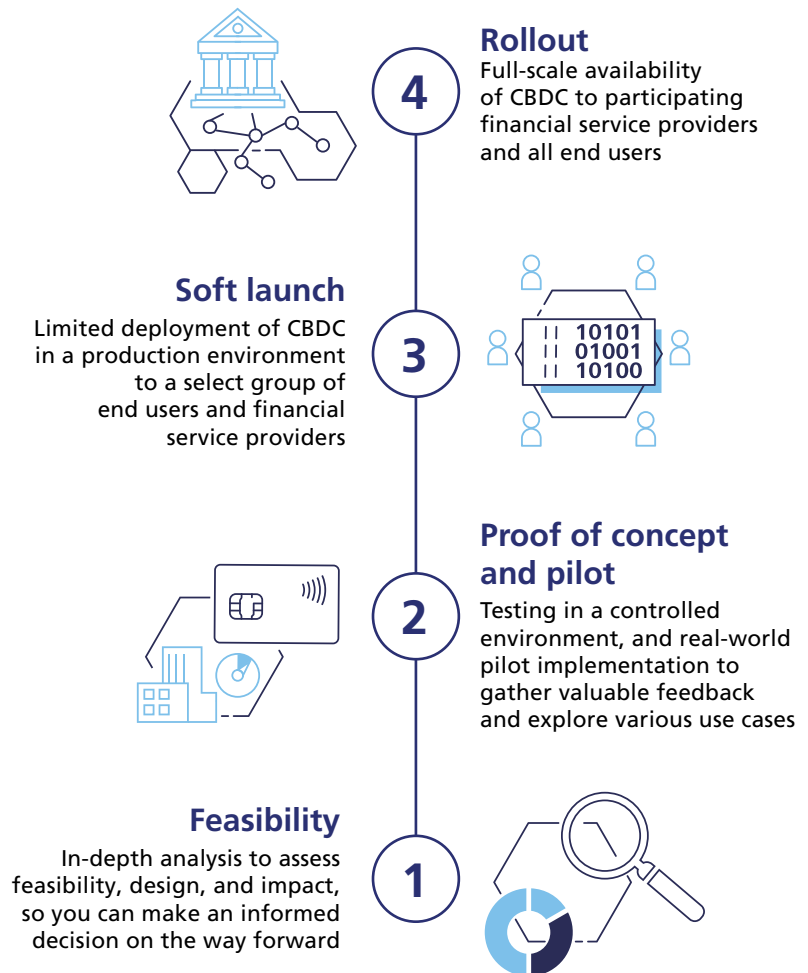 4
Rollout
Full-scale availability
of CBDC to participating
financial service providers
and all end users
Soft launch
Limited deployment of CBDC
in a production environment
to a select group of
end users and financial
service providers
3
10101
01001
10100
2
Proof of concept
and pilot
Testing in a controlled
environment, and real-world
pilot implementation to
gather valuable feedback
and explore various use cases
Feasibility
In-depth analysis to assess
feasibility, design, and impact,
so you can make an informed
decision on the way forward
1